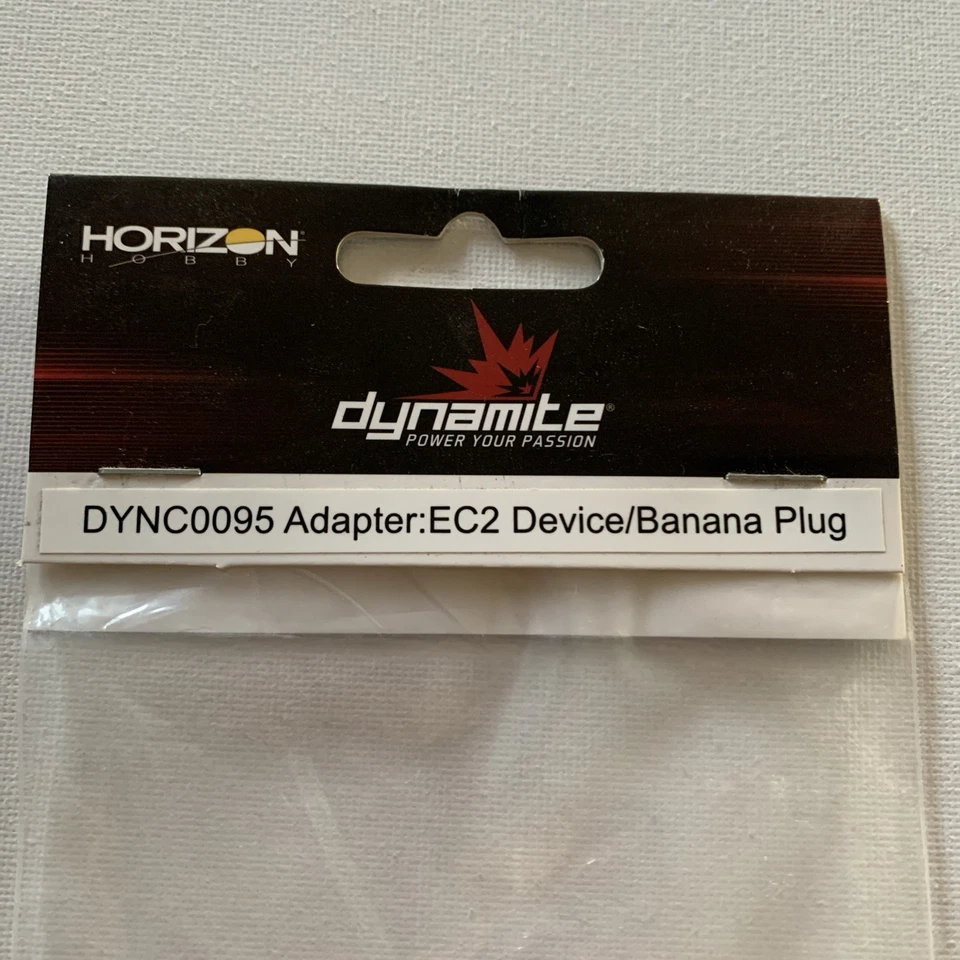 HORIZON
HOBBY
dynamite®
POWER YOUR PASSION
DYNC0095 Adapter:EC2 Device/Banana Plug